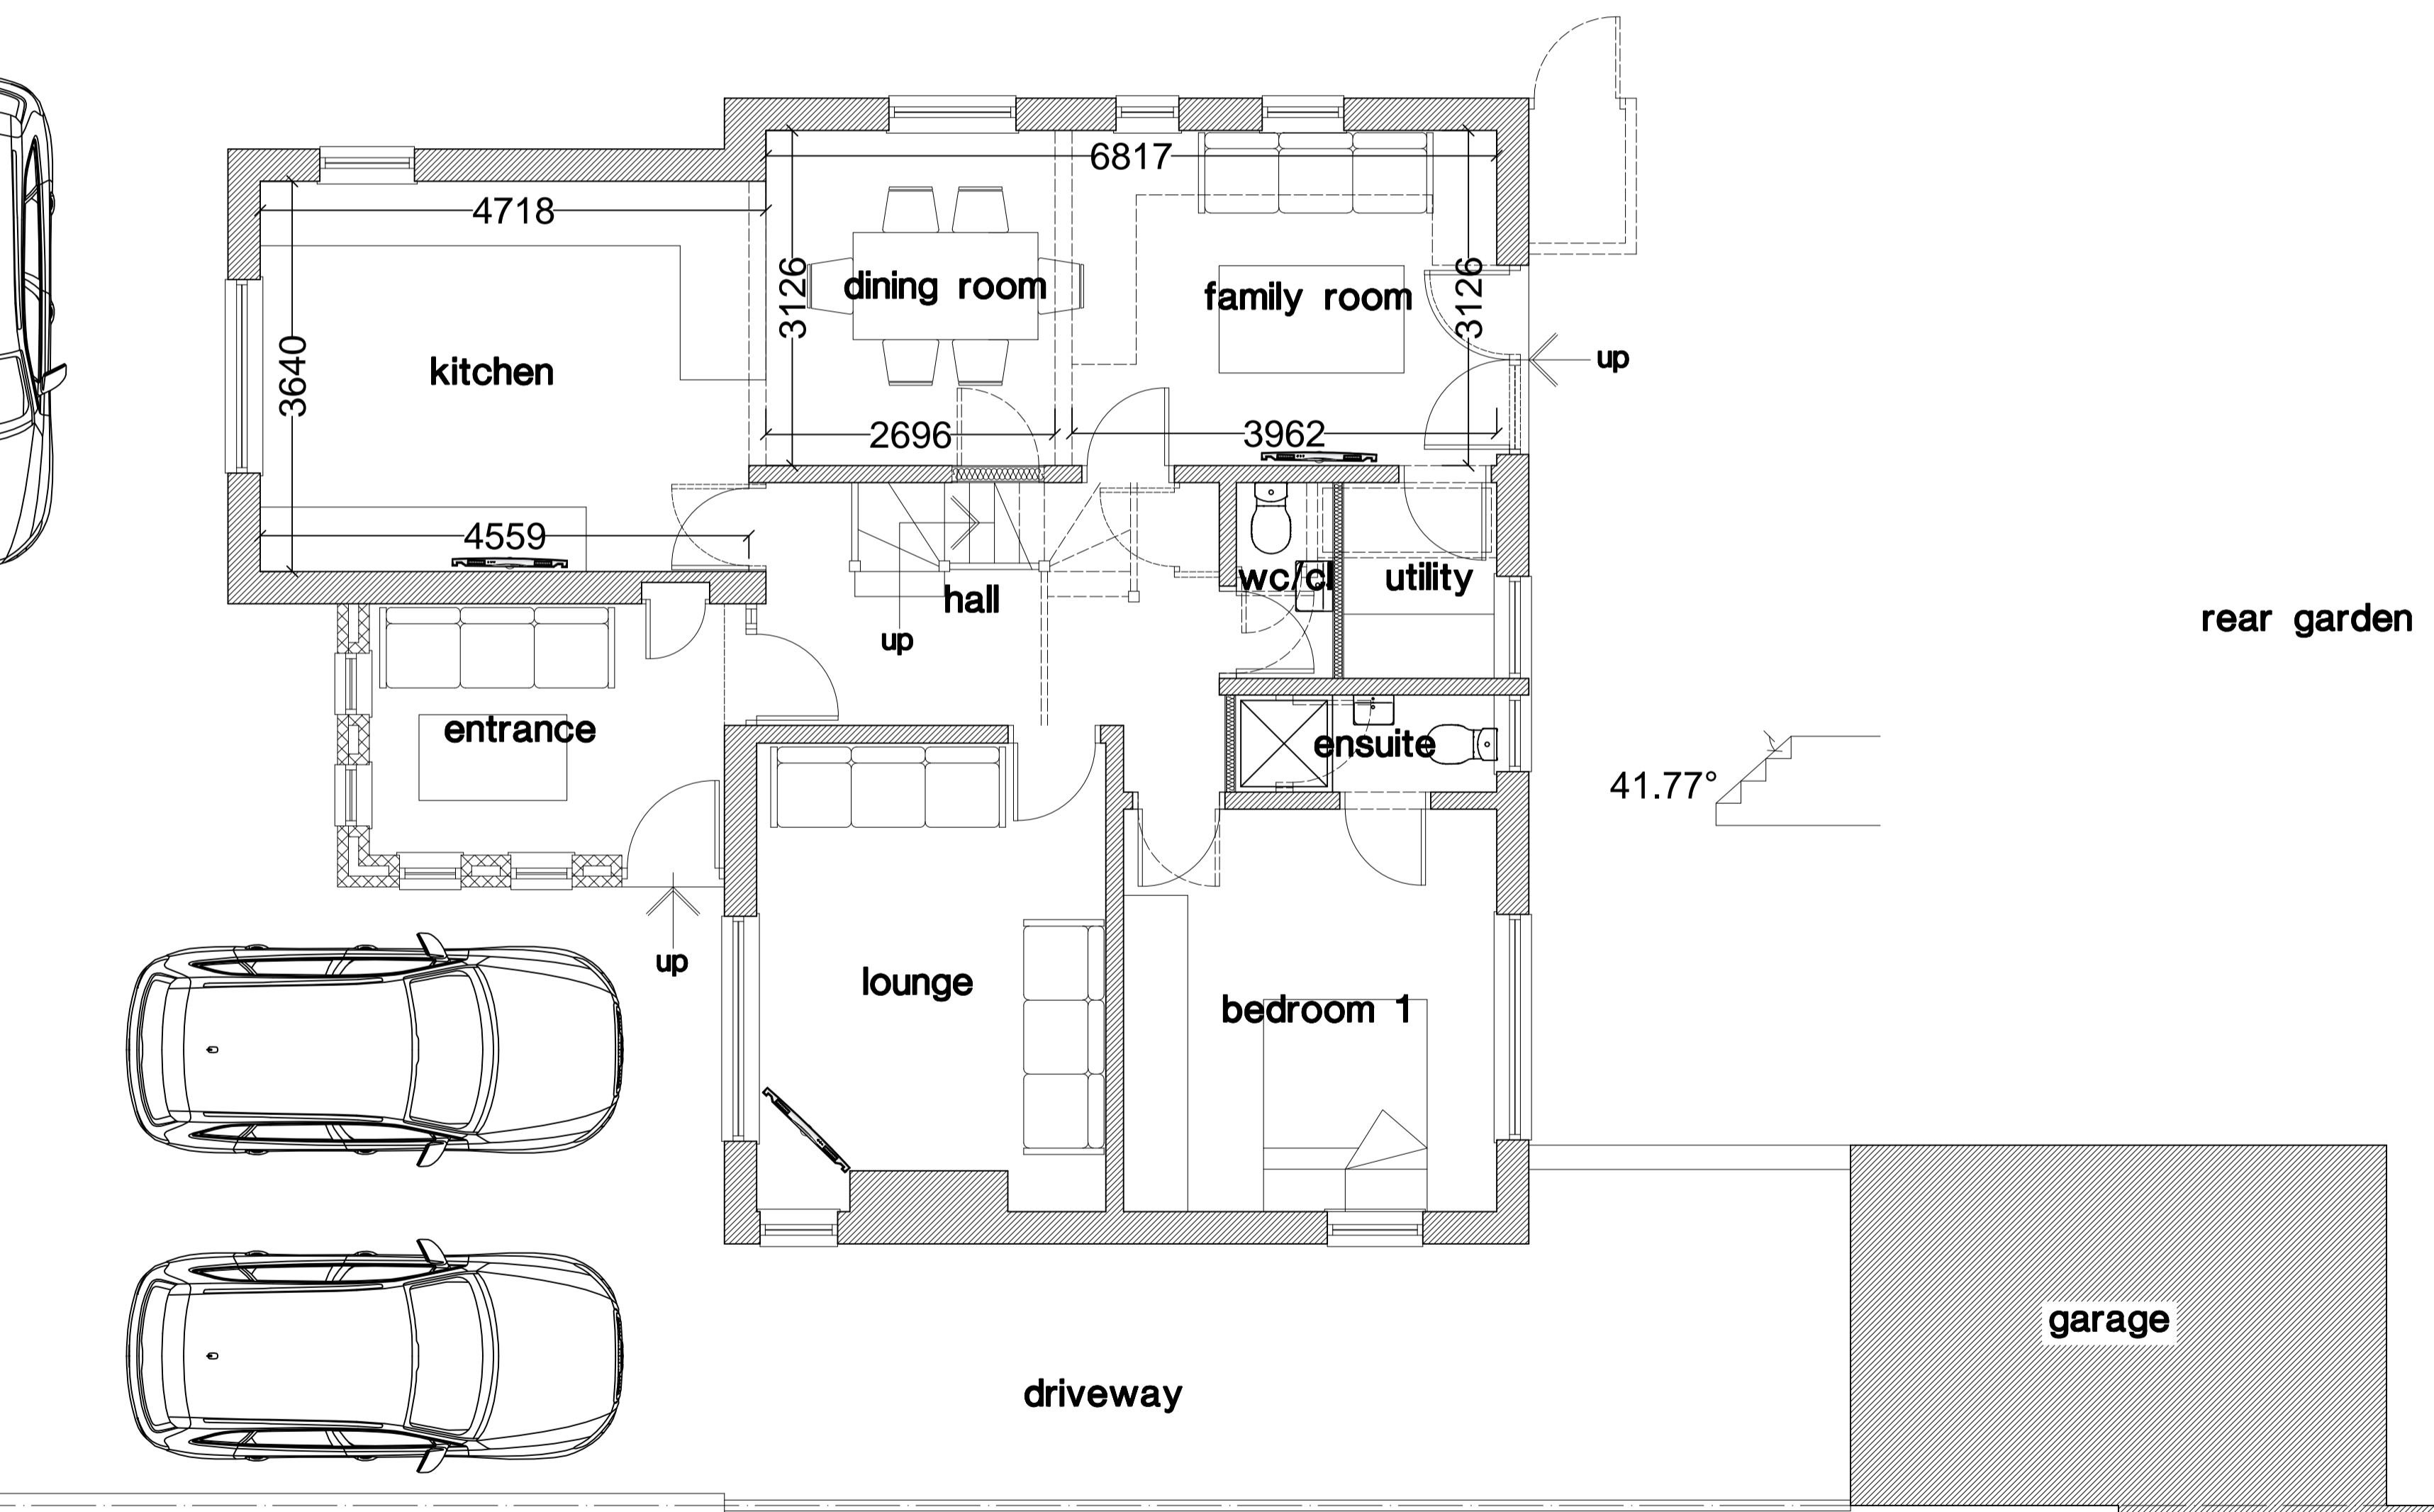 6817
4718
dining room
family room
3126
3126
3640
kitchen
up
2696
3962
4559
hall
wc/cl
utility
up
rear garden
entrance
ensuite
41.77°
up
lounge
bedroom 1
garage
driveway